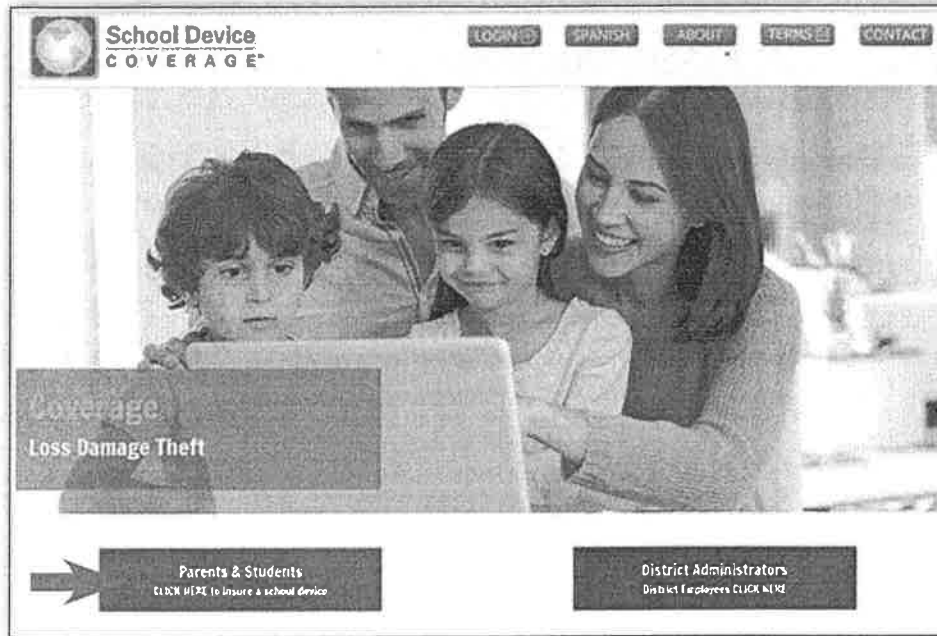 School Device
COVERAGE
LOGIN SPANISH ABOUT TERMS CONTACT
Coverage
Loss Damage Theft
Parents & Students
CLICK HERE to insure a school device
District Administrators
District Employees CLICK HERE